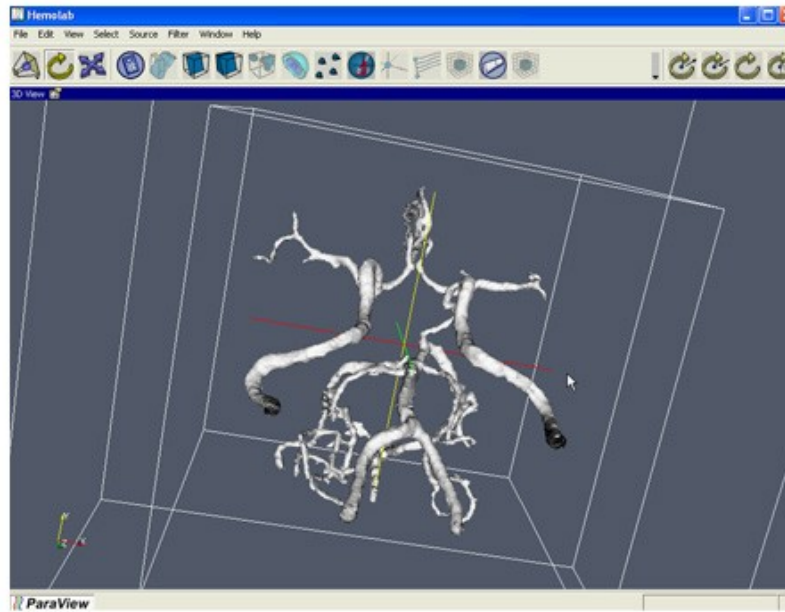 Hemolab
File Edit View Select Source Filter Window Help
3D View
Y
Z X
ParaView